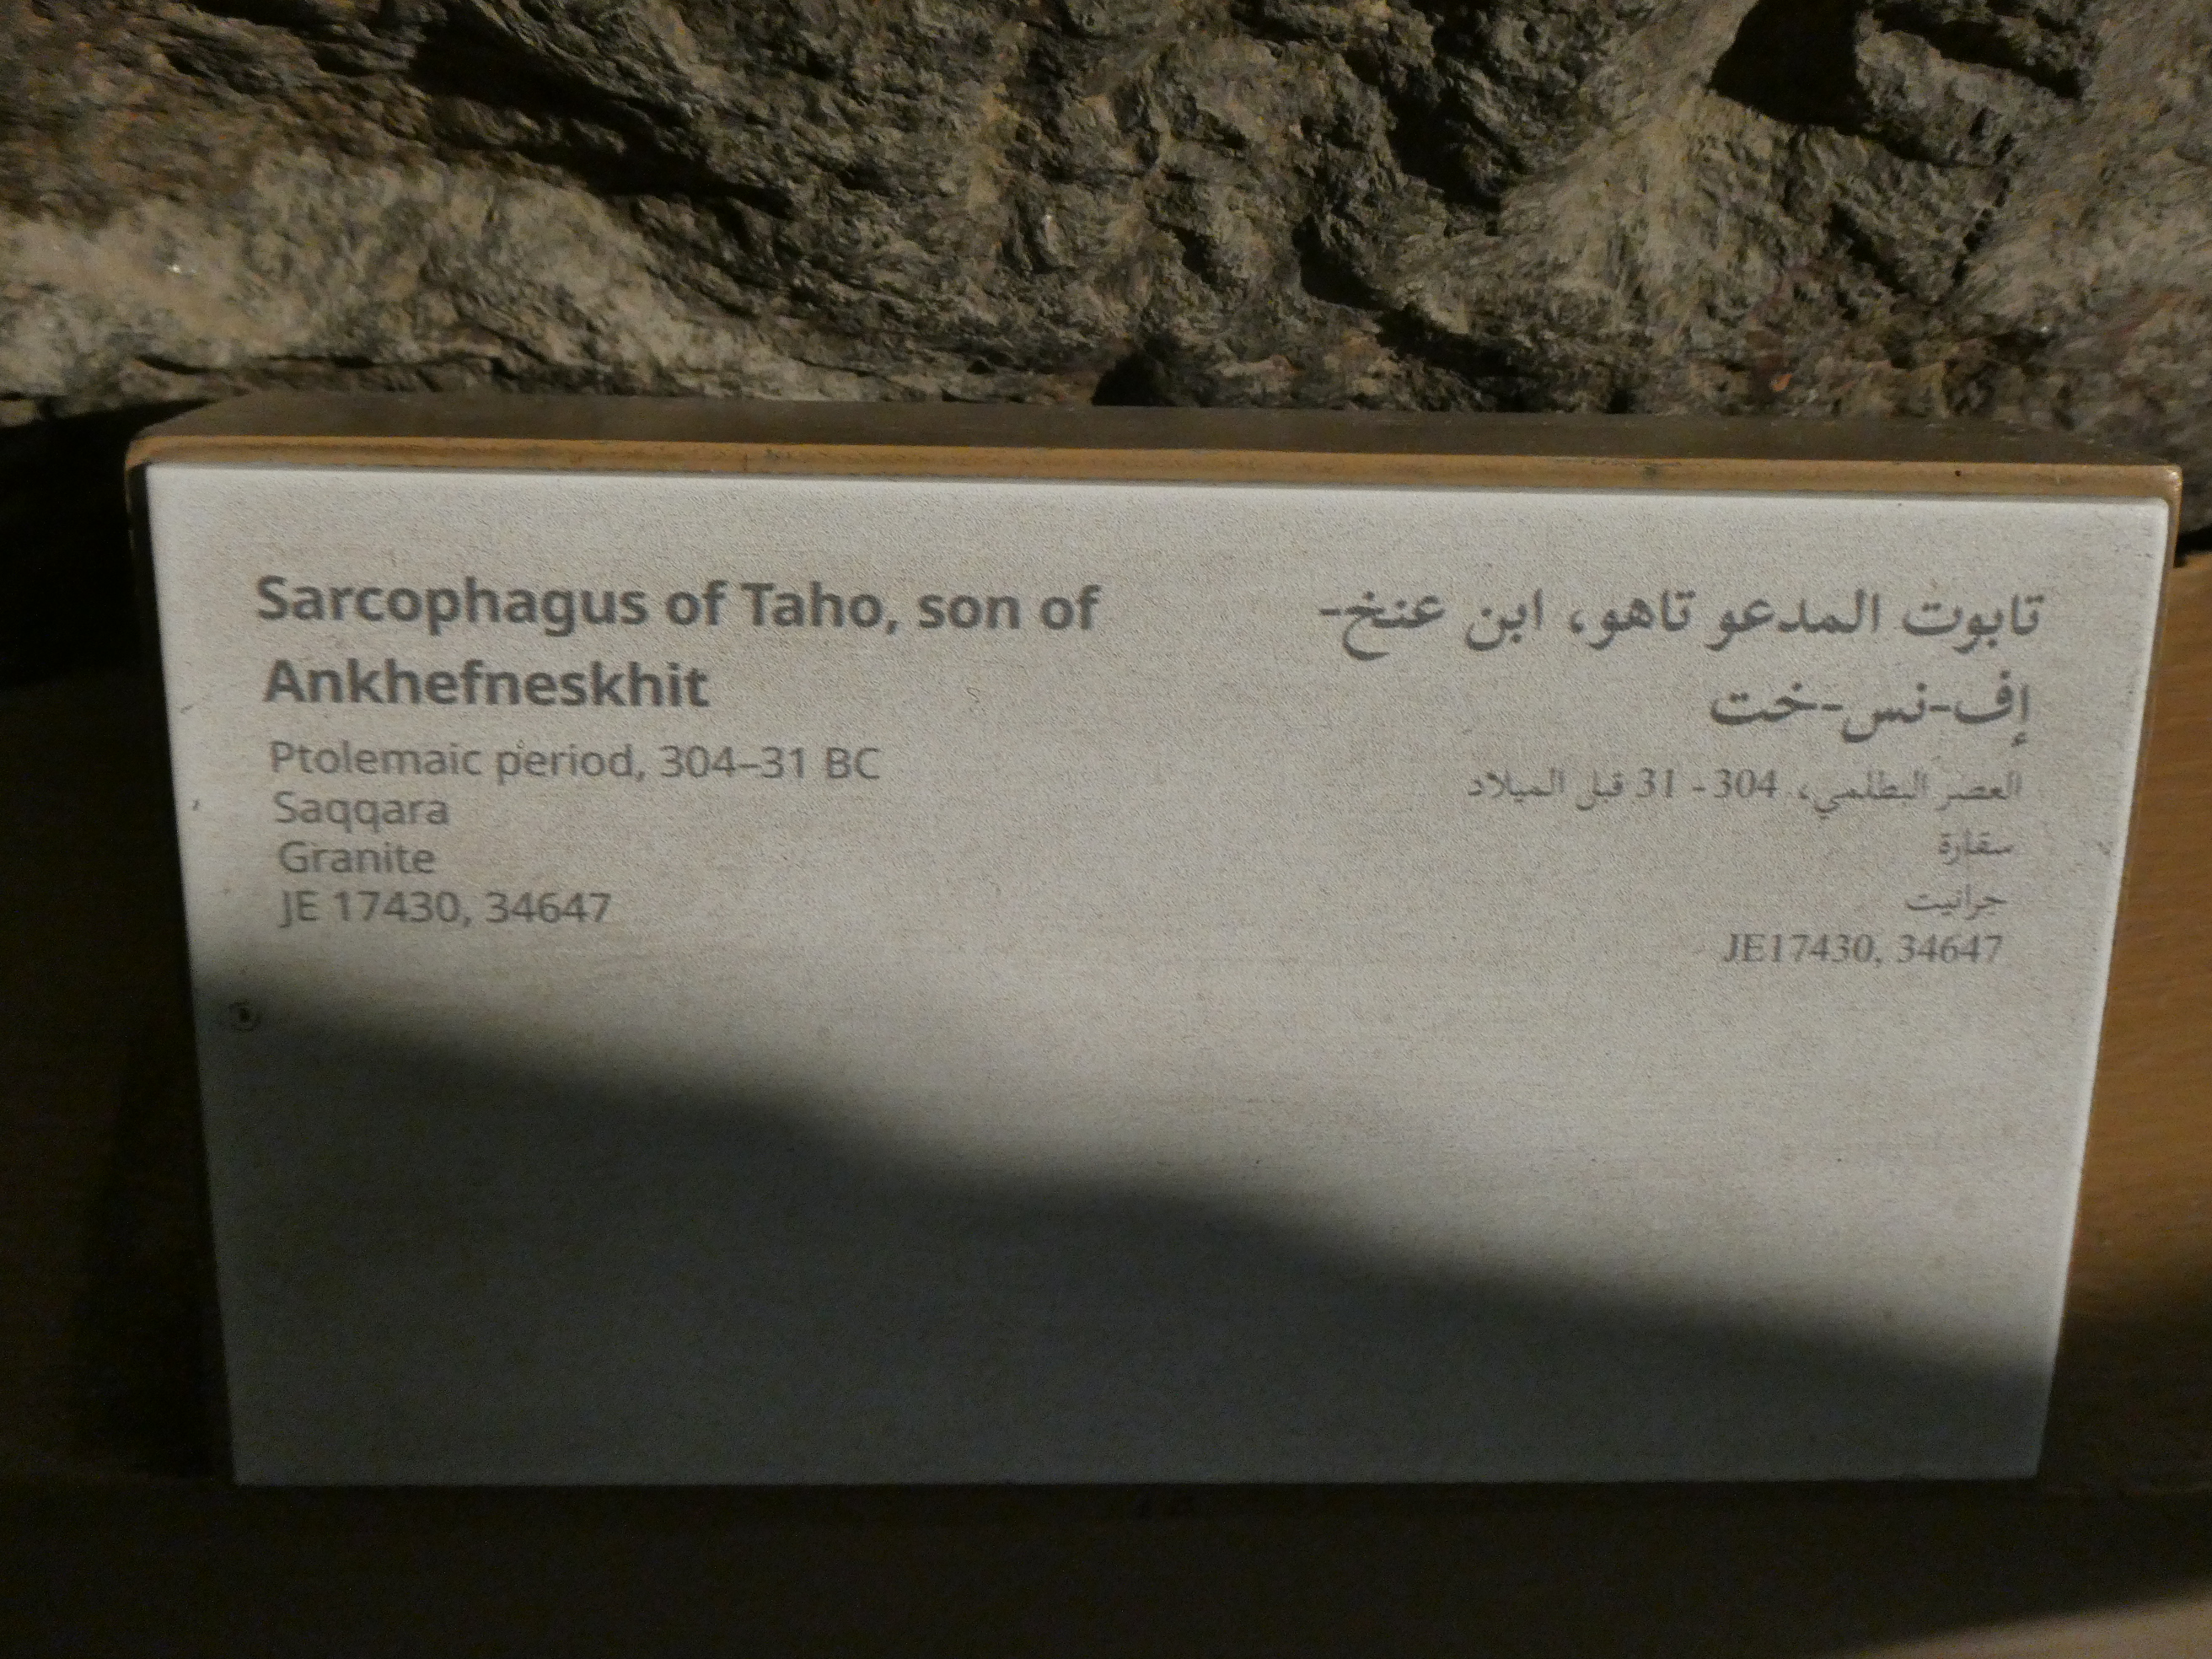 Sarcophagus of Taho, son of
Ankhefneskhit
Ptolemaic period, 304–31 BC
Saqqara
Granite
JE 17430, 34647
تابوت المدعو تاهو، ابن عنخ-
إف-نس-خت
العصر البطلمي، 304 - 31 قبل الميلاد
سقارة
جرانيت
JE17430, 34647